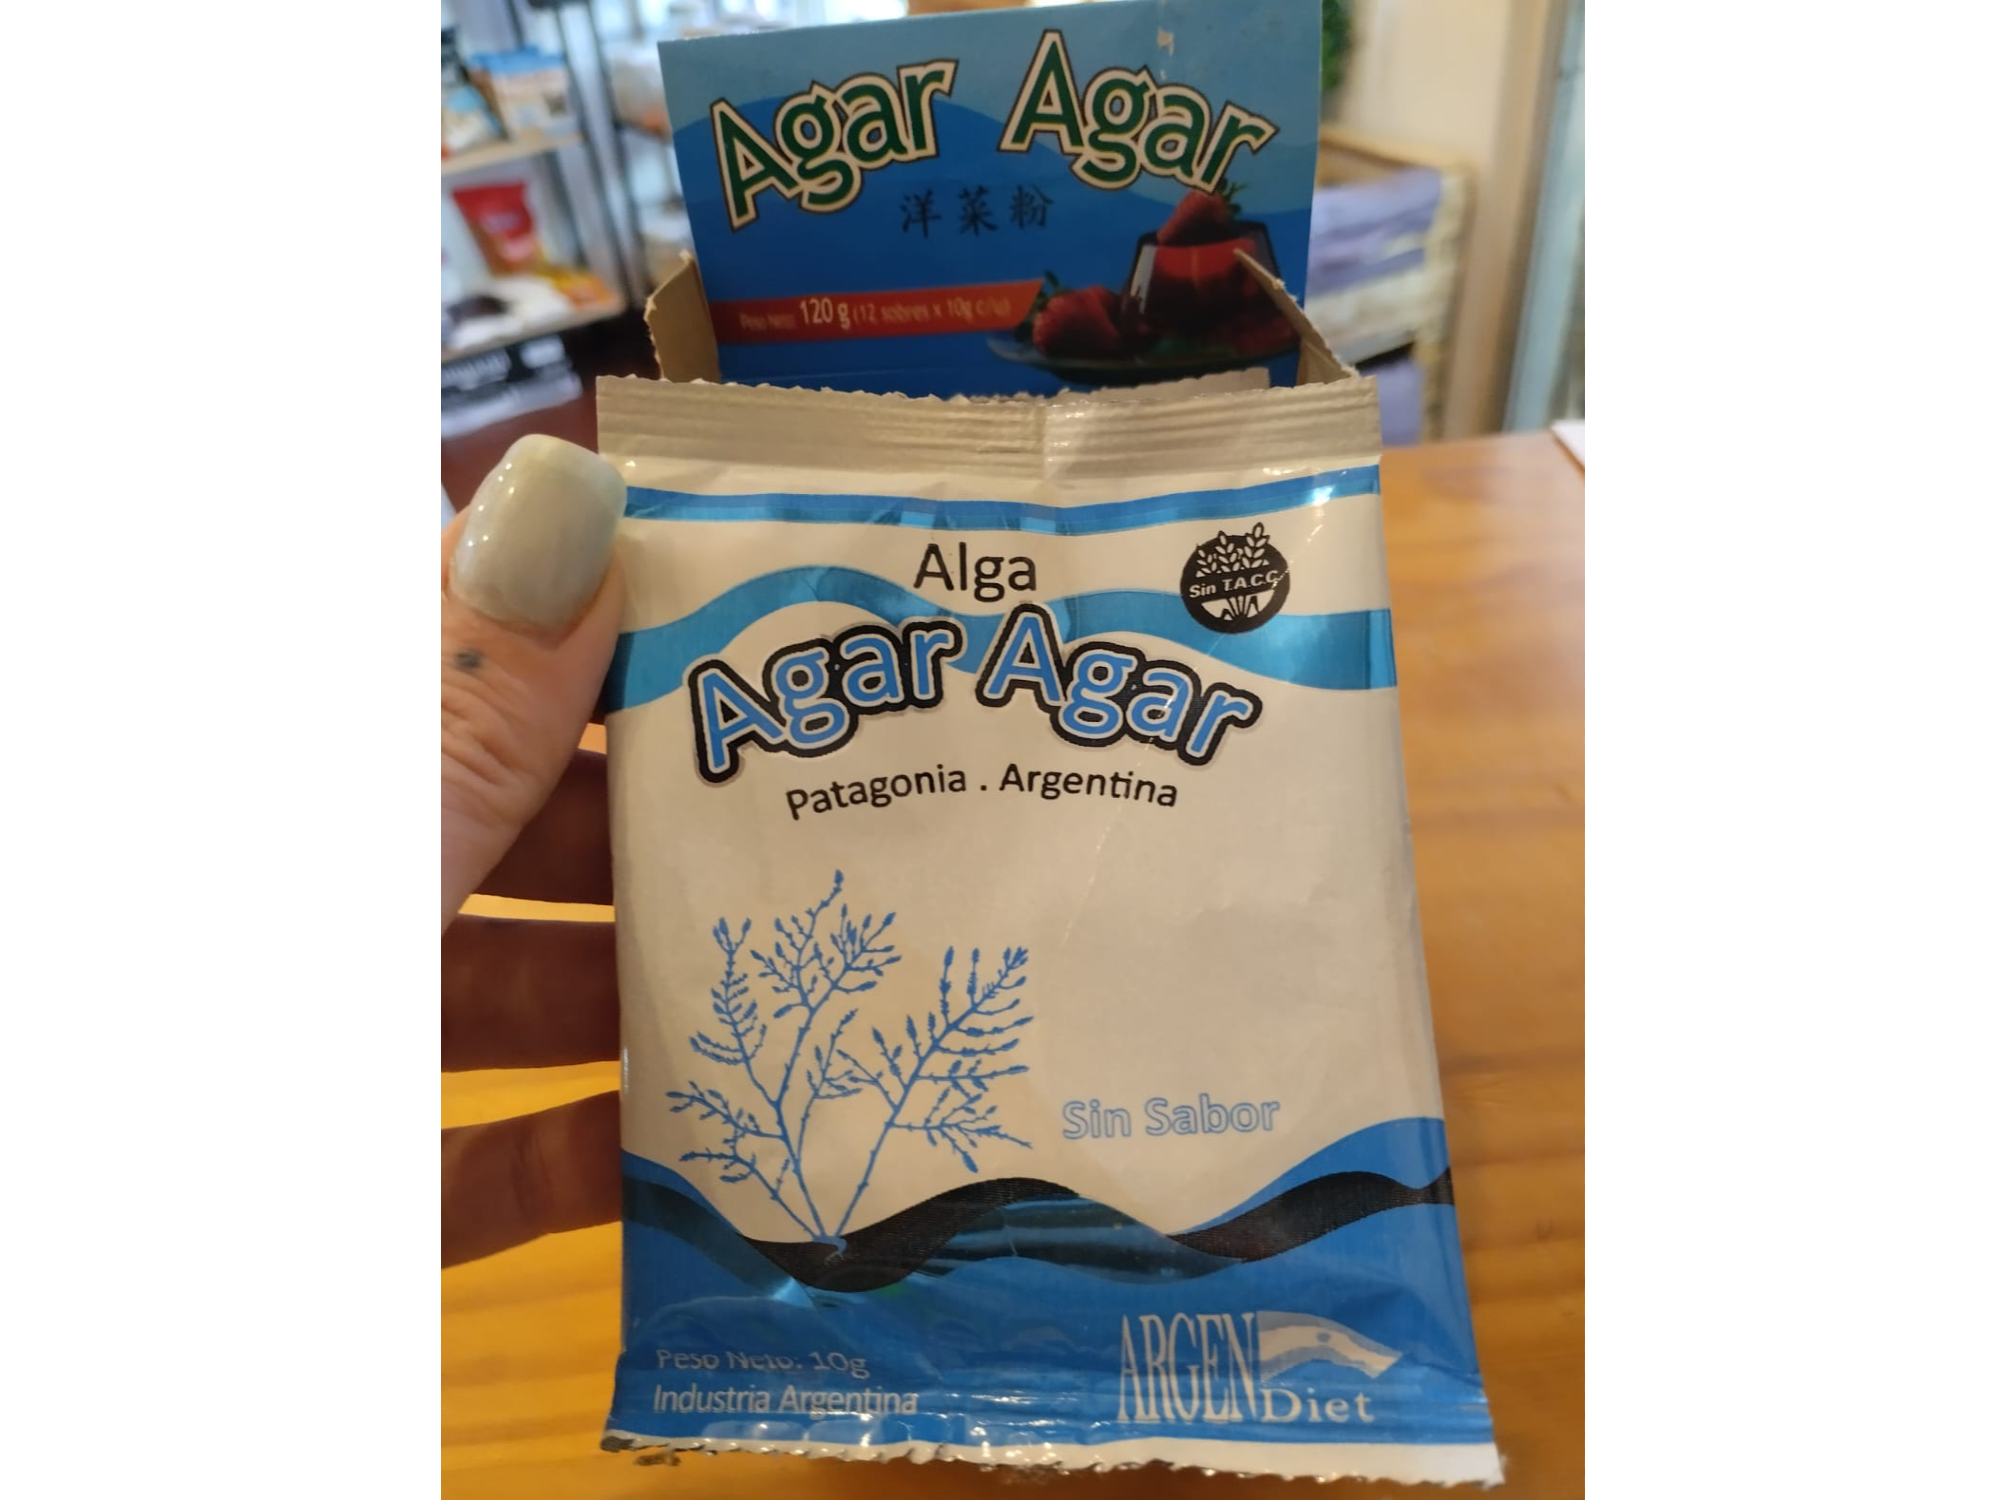 Agar Agar
洋菜粉
Peso Neto: 120 g (12 sobres x 10g c/u)
Alga
Sin T.A.C.C.
Agar Agar
Patagonia . Argentina
Sin Sabor
Peso Neto: 10g
Industria Argentina
ARGEN
Diet